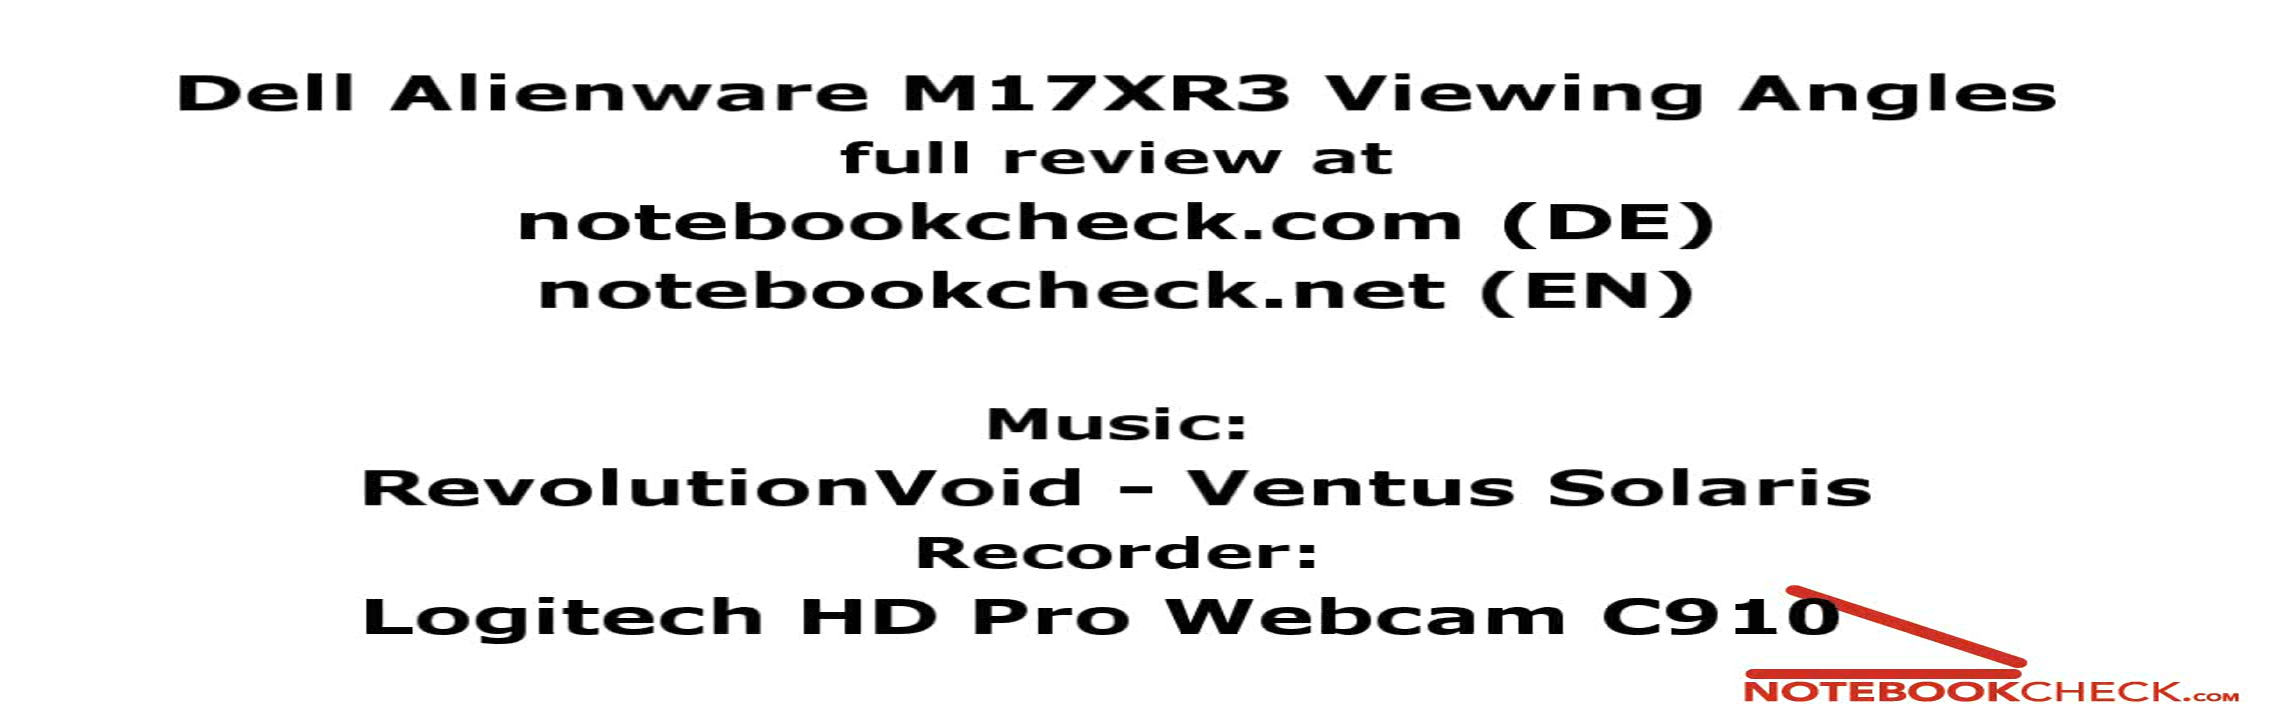 Dell Alienware M17XR3 Viewing Angles
full review at
notebookcheck.com (DE)
notebookcheck.net (EN)
Music:
RevolutionVoid – Ventus Solaris
Recorder:
Logitech HD Pro Webcam C910
NOTEBOOKCHECK.COM